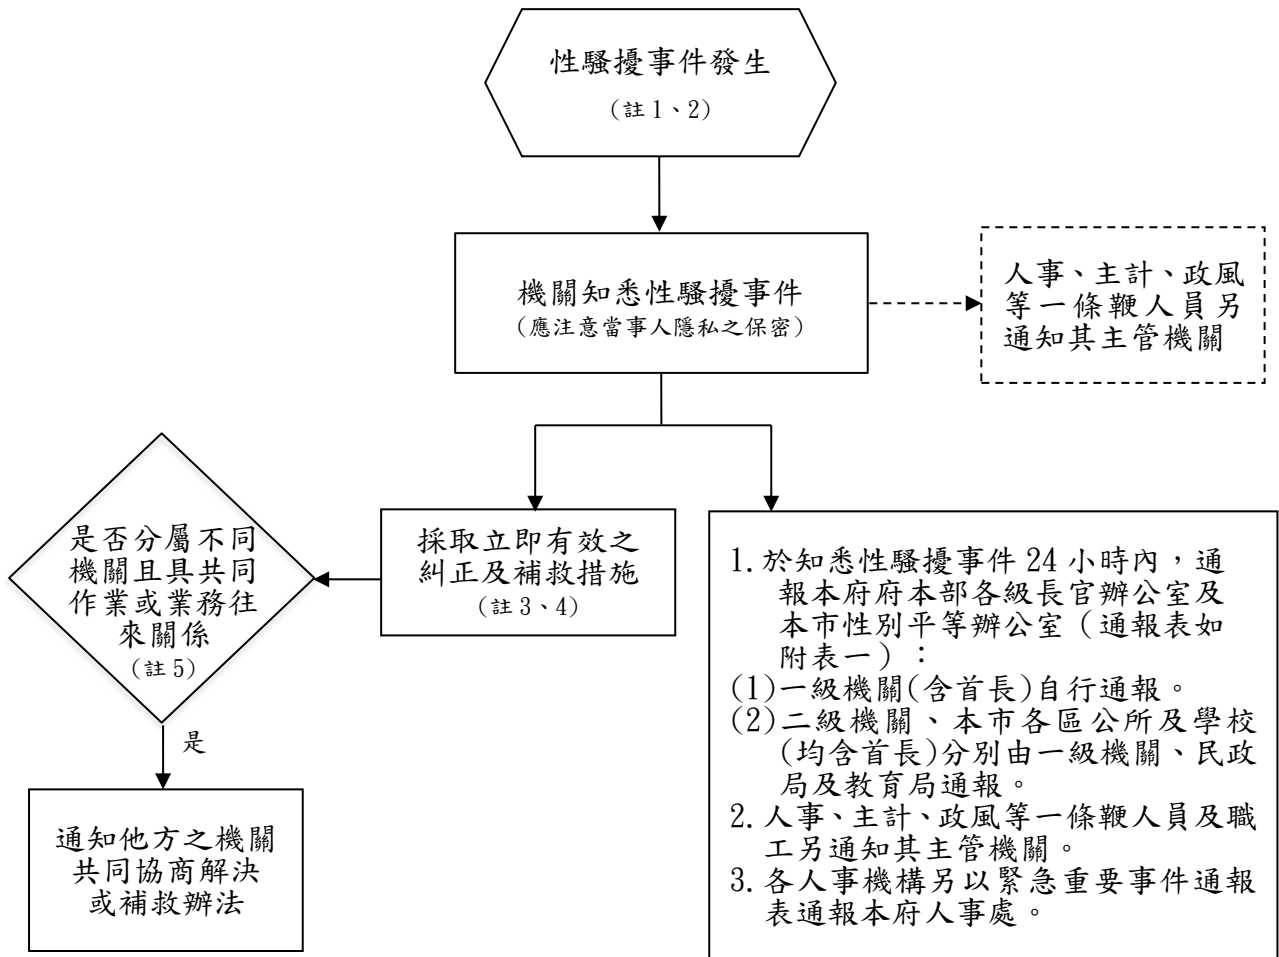 性騷擾事件發生
(註1、2)
機關知悉性騷擾事件
(應注意當事人隱私之保密)
人事、主計、政風
等一條鞭人員另
通知其主管機關
是否分屬不同
機關且具共同
作業或業務往
來關係
(註5)
採取立即有效之
糾正及補救措施
(註3、4)
1.於知悉性騷擾事件24小時內，通
報本府府本部各級長官辦公室及
本市性別平等辦公室（通報表如
附表一）：
(1)一級機關(含首長)自行通報。
(2)二級機關、本市各區公所及學校
(均含首長)分別由一級機關、民政
局及教育局通報。
2.人事、主計、政風等一條鞭人員及職
工另通知其主管機關。
3.各人事機構另以緊急重要事件通報
表通報本府人事處。
是
通知他方之機關
共同協商解決
或補救辦法